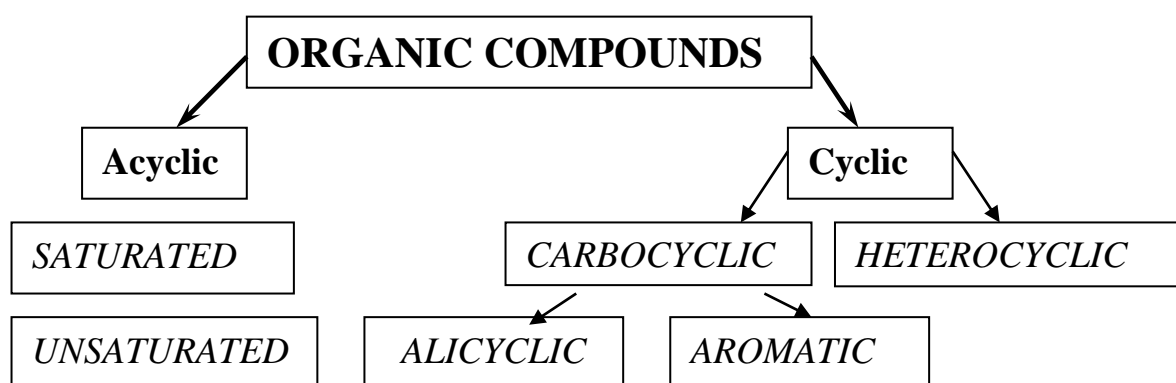 ORGANIC COMPOUNDS
Acyclic
Cyclic
SATURATED
CARBOCYCLIC
HETEROCYCLIC
UNSATURATED
ALICYCLIC
AROMATIC